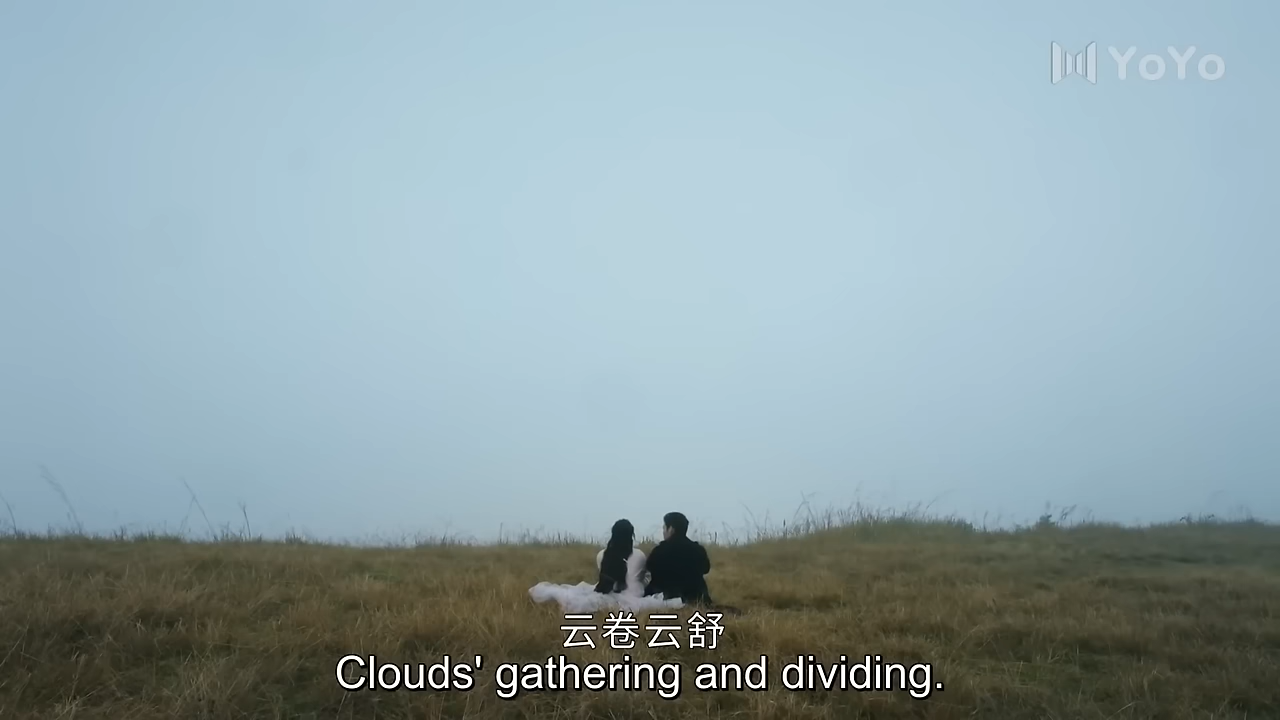 YoYo
云卷云舒
Clouds' gathering and dividing.